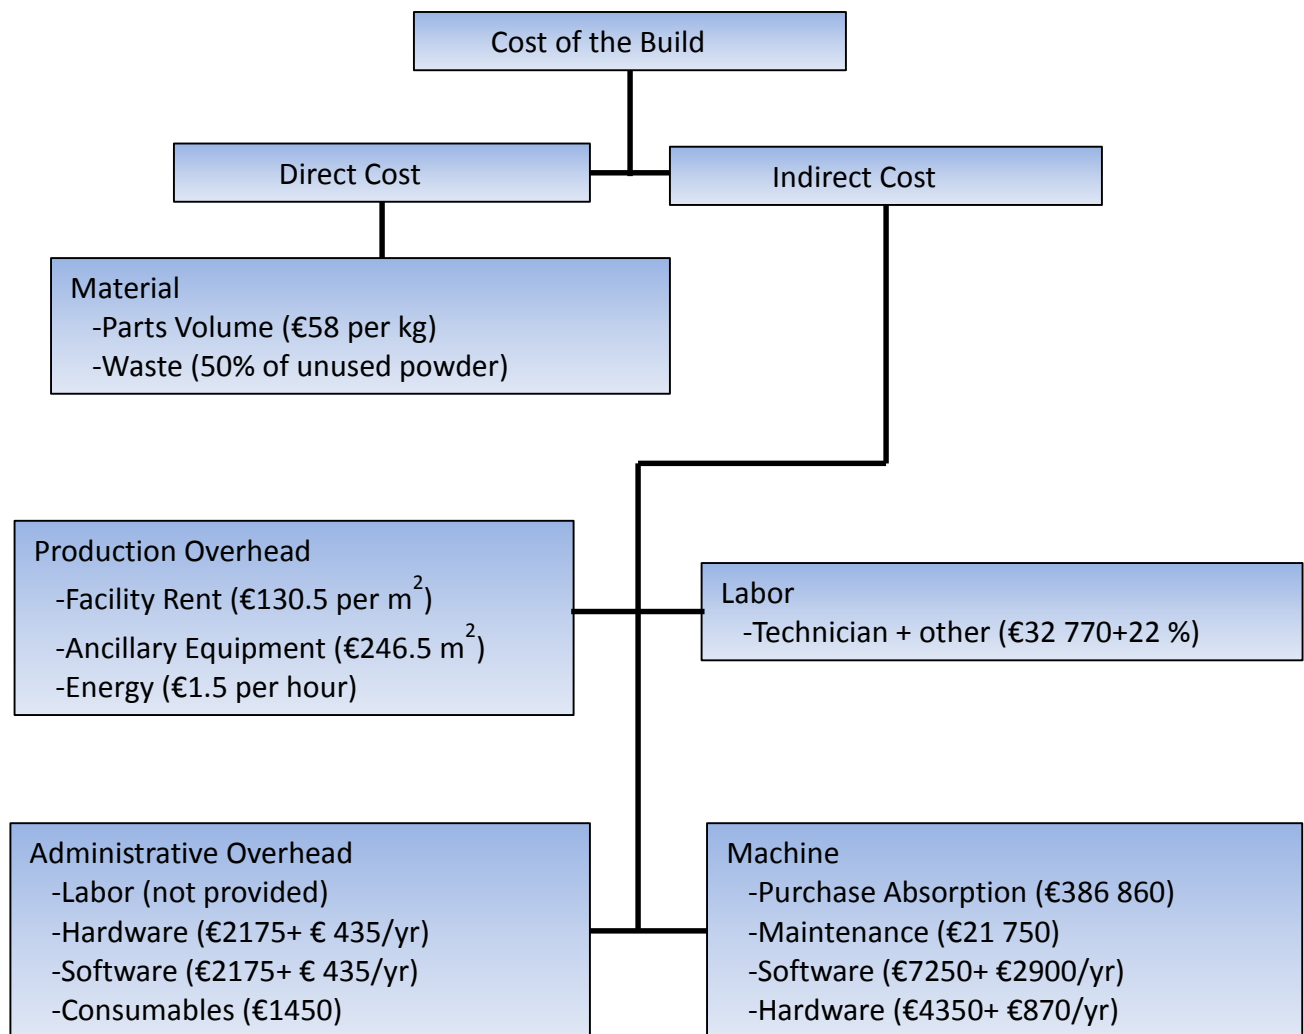 Cost of the Build
Direct Cost
Indirect Cost
Material
-Parts Volume (€58 per kg)
-Waste (50% of unused powder)
Production Overhead
-Facility Rent (€130.5 per m²)
-Ancillary Equipment (€246.5 m²)
-Energy (€1.5 per hour)
Labor
-Technician + other (€32 770+22 %)
Administrative Overhead
-Labor (not provided)
-Hardware (€2175+ € 435/yr)
-Software (€2175+ € 435/yr)
-Consumables (€1450)
Machine
-Purchase Absorption (€386 860)
-Maintenance (€21 750)
-Software (€7250+ €2900/yr)
-Hardware (€4350+ €870/yr)